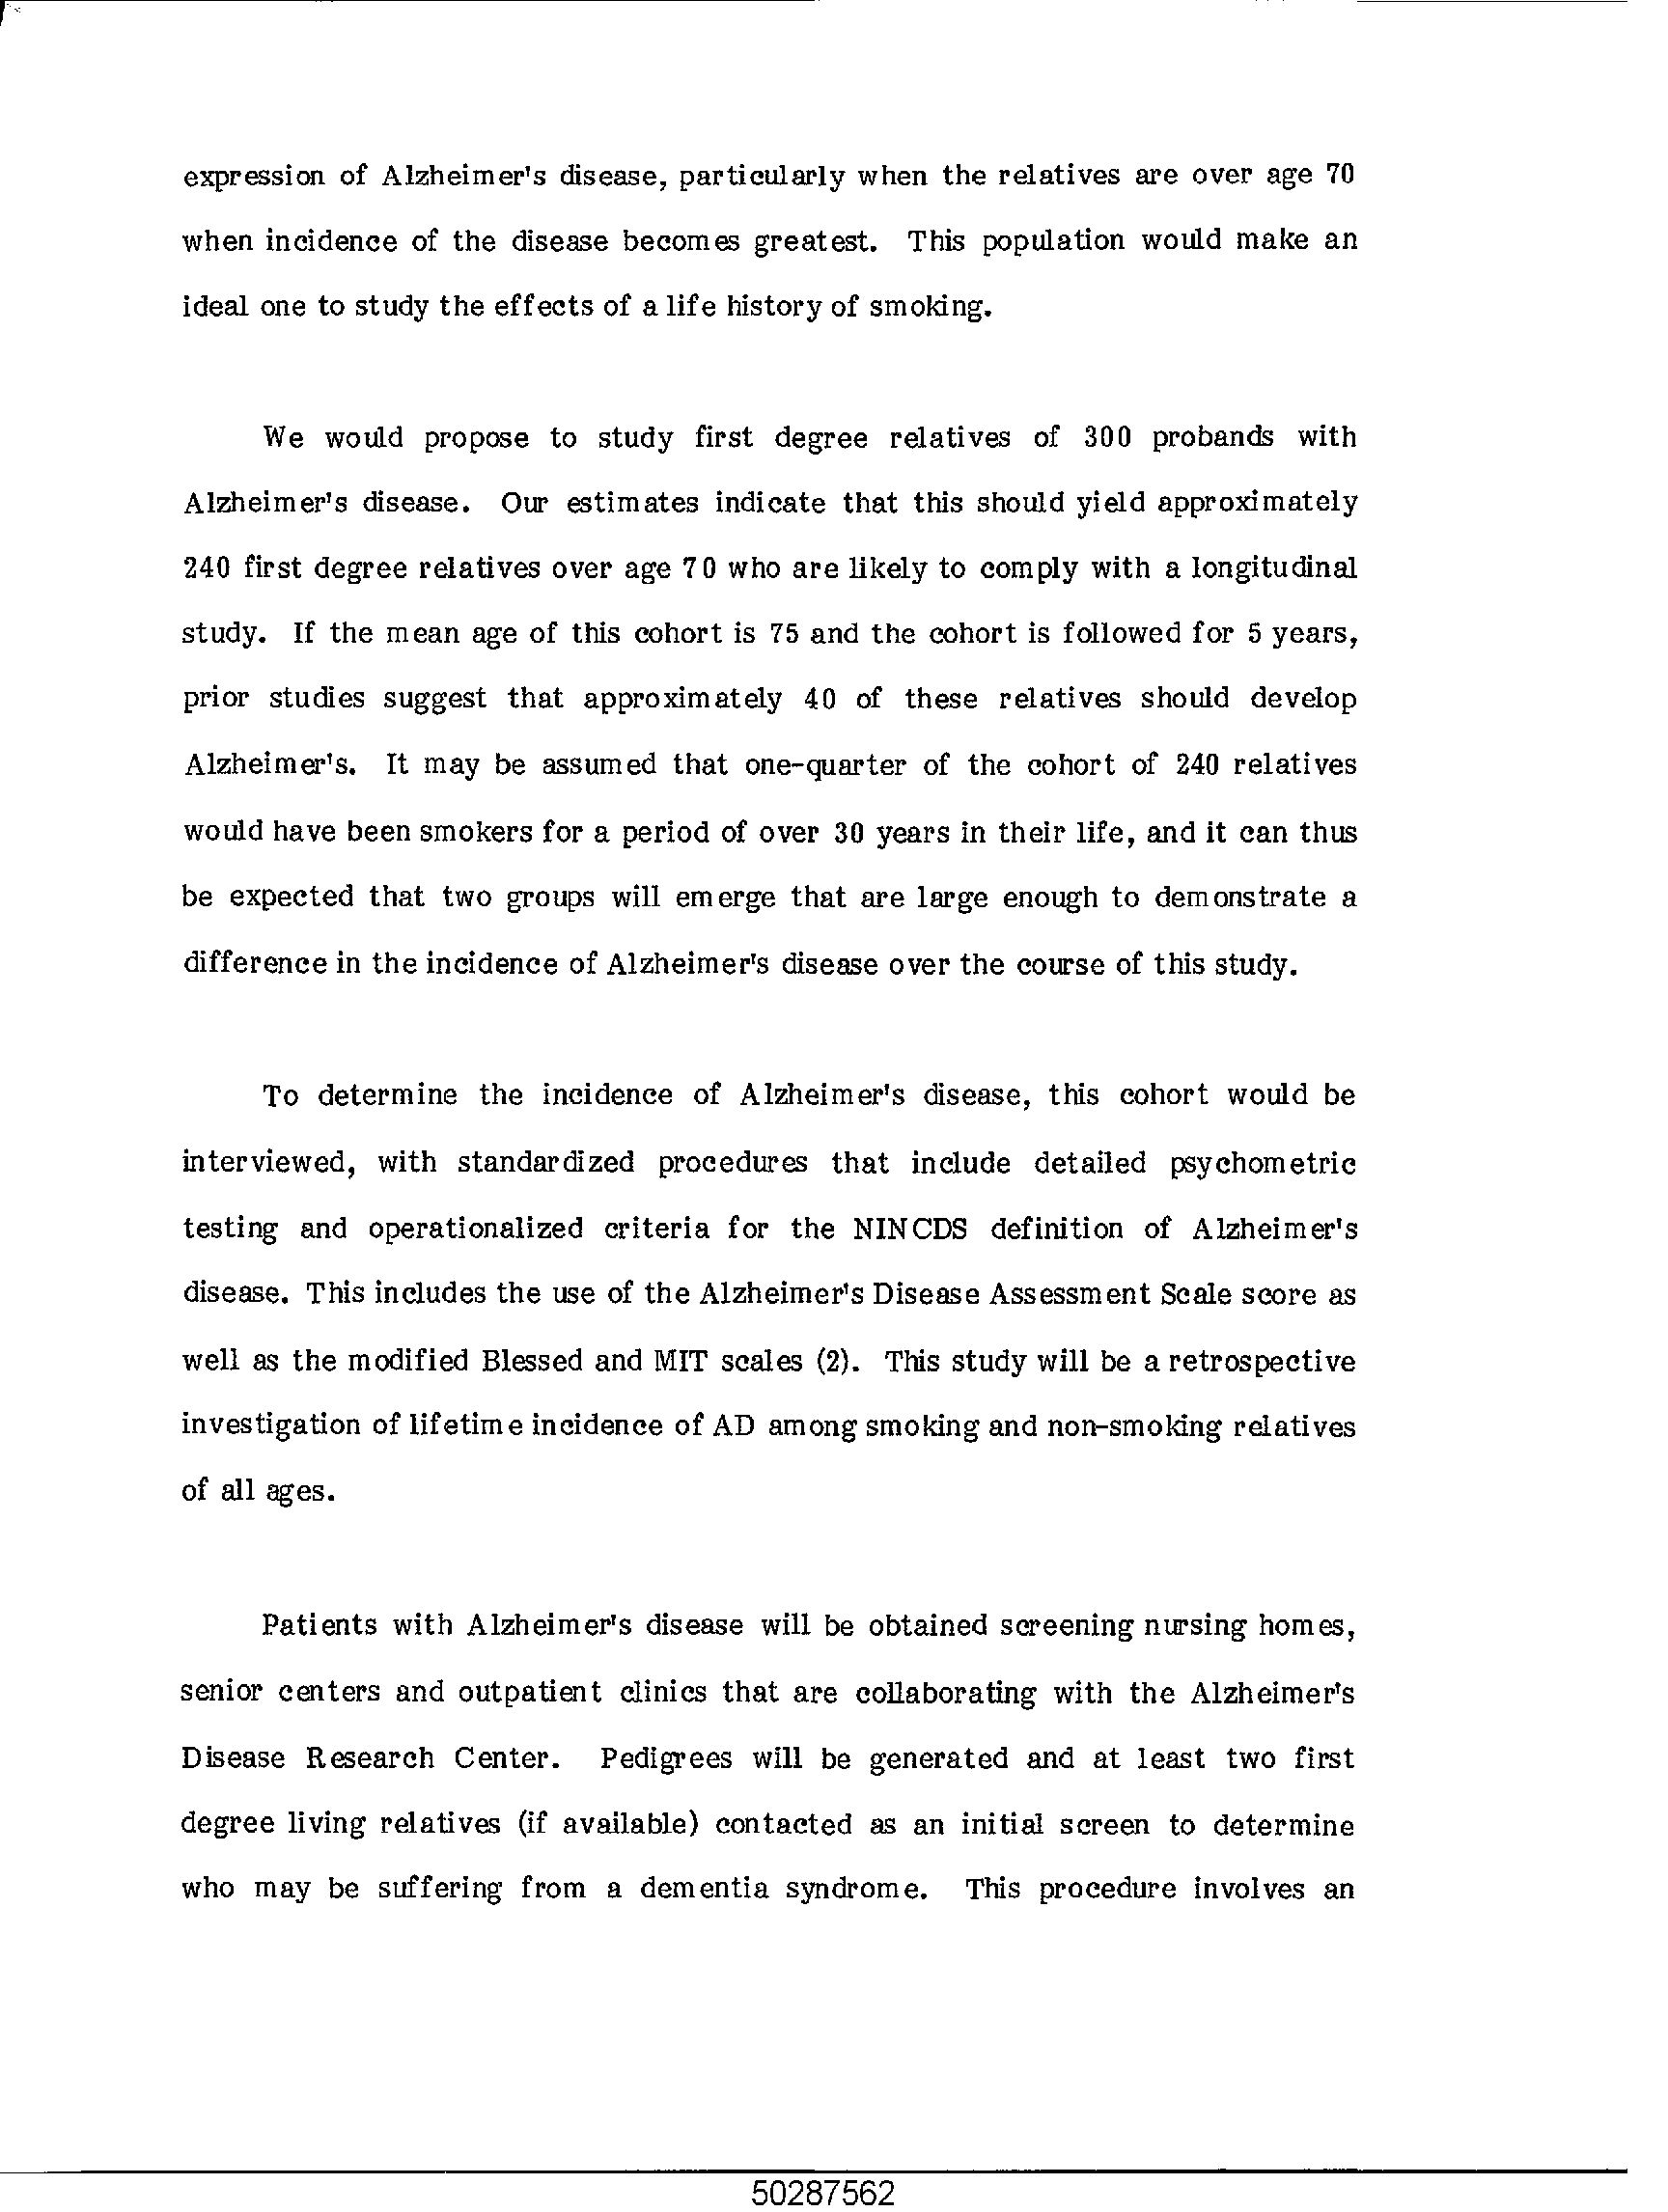 expression of Alzheimer's disease, particularly when the relatives are over age 70
when incidence of the disease becomes greatest. This population would make an
ideal one to study the effects of a life history of smoking.
We would propose to study first degree relatives of 300 probands with
Alzheimer's disease. Our estimates indicate that this should yield approximately
240 first degree relatives over age 70 who are likely to comply with a longitudinal
study. If the mean age of this cohort is 75 and the cohort is followed for 5 years,
prior studies suggest that approximately 40 of these relatives should develop
Alzheimer's. It may be assumed that one-quarter of the cohort of 240 relatives
would have been smokers for a period of over 30 years in their life, and it can thus
be expected that two groups will emerge that are large enough to demonstrate a
difference in the incidence of Alzheimer's disease over the course of this study.
To determine the incidence of Alzheimer's disease, this cohort would be
interviewed, with standardized procedures that include detailed psychometric
testing and operationalized criteria for the NINCDS definition of Alzheimer's
disease. This includes the use of the Alzheimer's Disease Assessment Scale score as
well as the modified Blessed and MIT scales (2). This study will be a retrospective
investigation of lifetime incidence of AD among smoking and non-smoking relatives
of all ages.
Patients with Alzheimer's disease will be obtained screening nursing homes,
senior centers and outpatient clinics that are collaborating with the Alzheimer's
Disease Research Center. Pedigrees will be generated and at least two first
degree living relatives (if available) contacted as an initial screen to determine
who may be suffering from a dementia syndrome. This procedure involves an
50287562